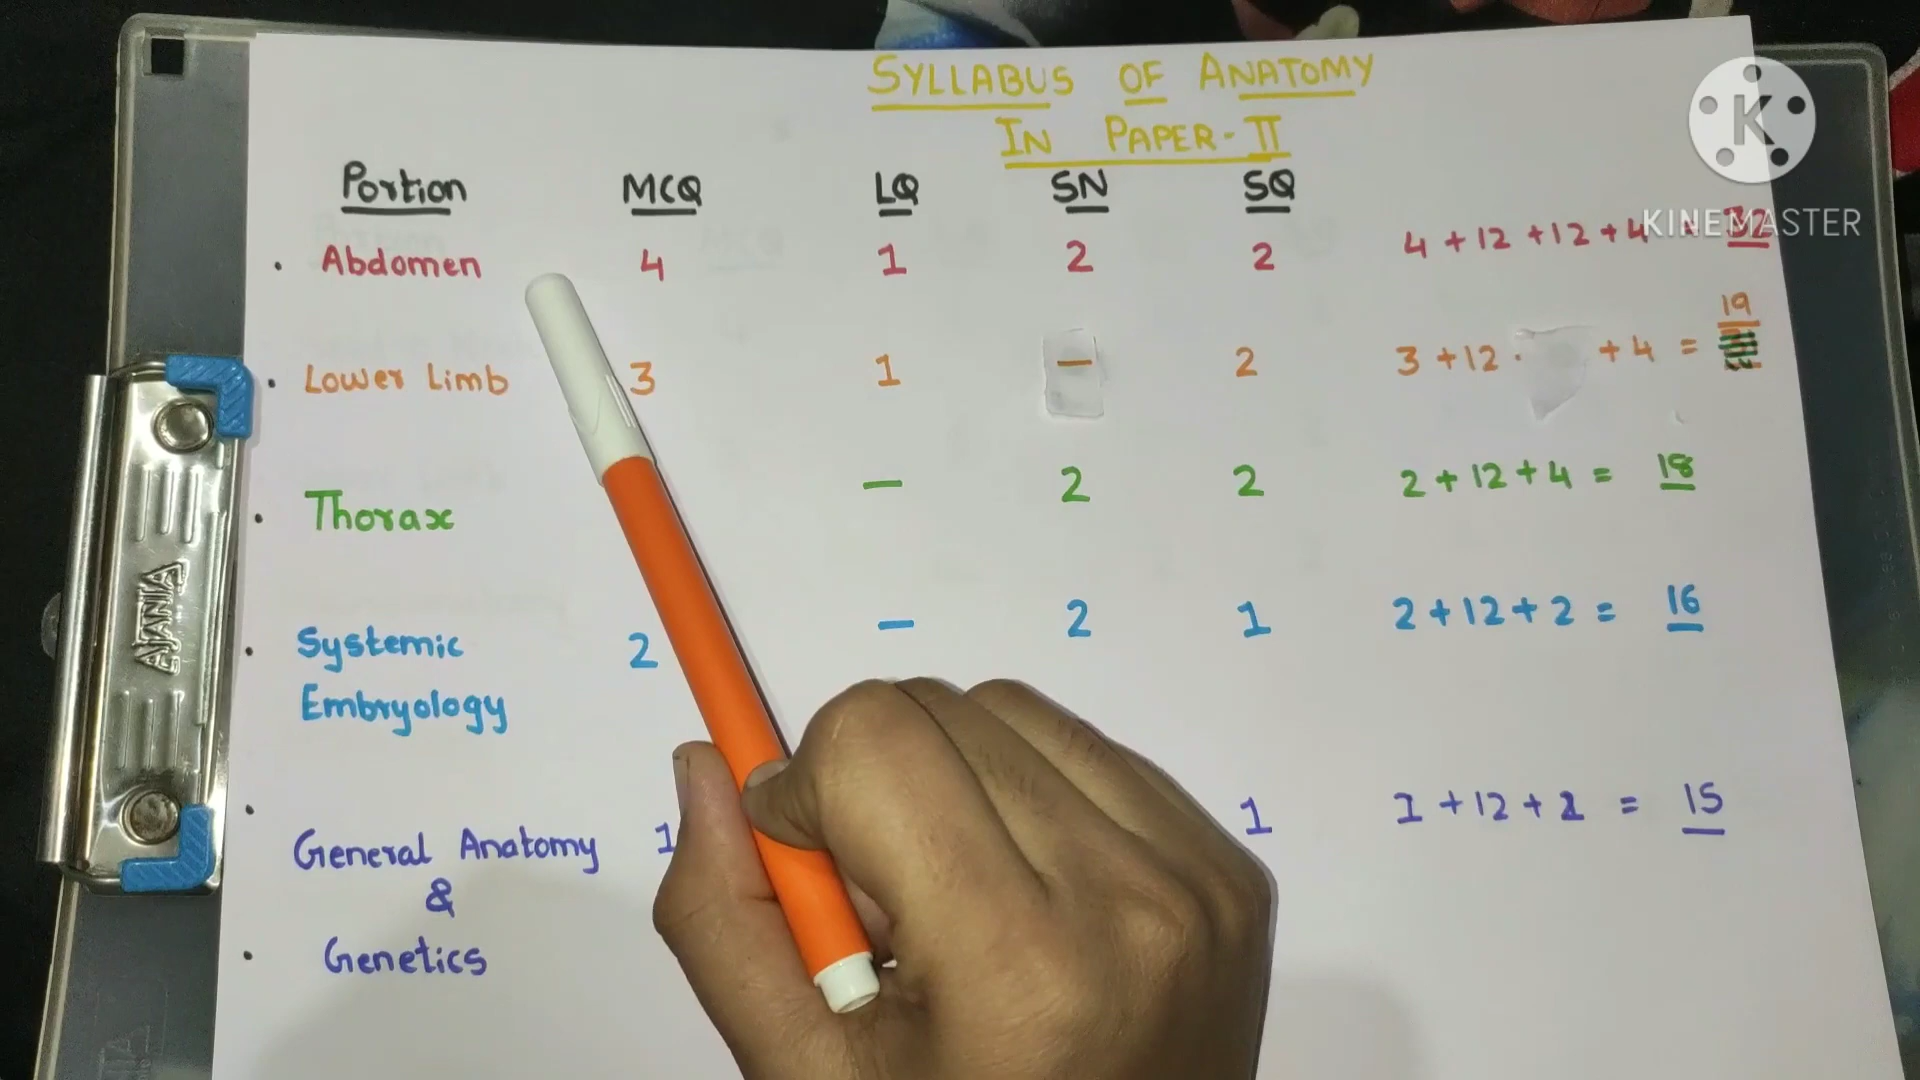 SYLLABUS OF ANATOMY
IN PAPER-II
Portion MCQ LQ SN SQ
• Abdomen 4 1 2 2 4 + 12 + 12 + 4 = 32
• Lower Limb 3 1 — 2 3 + 12 + 4 = 19
• Thorax — 2 2 2 + 12 + 4 = 18
• Systemic 2 — 2 1 2 + 12 + 2 = 16
Embryology
• General Anatomy 1 1 1 + 12 + 2 = 15
&
• Genetics
K
KINEMASTER
AJANTA